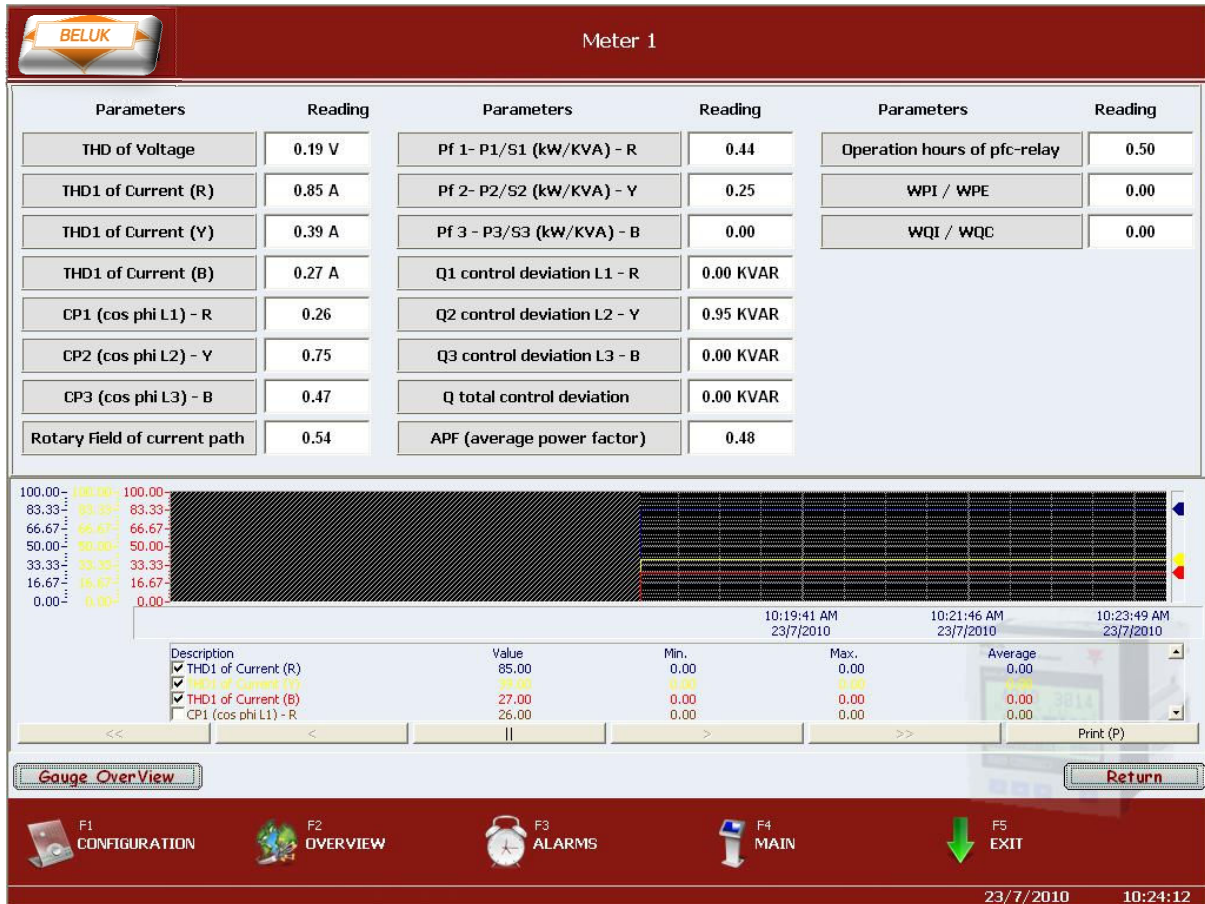 BELUK
Meter 1
Parameters Reading Parameters Reading Parameters Reading
THD of Voltage 0.19 V Pf 1- P1/S1 (kW/KVA) - R 0.44 Operation hours of pfc-relay 0.50
THD1 of Current (R) 0.85 A Pf 2- P2/S2 (kW/KVA) - Y 0.25 WPI / WPE 0.00
THD1 of Current (Y) 0.39 A Pf 3 - P3/S3 (kW/KVA) - B 0.00 WQI / WQC 0.00
THD1 of Current (B) 0.27 A Q1 control deviation L1 - R 0.00 KVAR
CP1 (cos phi L1) - R 0.26 Q2 control deviation L2 - Y 0.95 KVAR
CP2 (cos phi L2) - Y 0.75 Q3 control deviation L3 - B 0.00 KVAR
CP3 (cos phi L3) - B 0.47 Q total control deviation 0.00 KVAR
Rotary Field of current path 0.54 APF (average power factor) 0.48
100.00 100.00 100.00
83.33 83.33 83.33
66.67 66.67 66.67
50.00 50.00 50.00
33.33 33.33 33.33
16.67 16.67 16.67
0.00 0.00 0.00
10:19:41 AM 10:21:46 AM 10:23:49 AM
23/7/2010 23/7/2010 23/7/2010
Description Value Min. Max. Average
THD1 of Current (R) 85.00 0.00 0.00 0.00
THD1 of Current (Y) 39.00 0.00 0.00 0.00
THD1 of Current (B) 27.00 0.00 0.00 0.00
CP1 (cos phi L1) - R 26.00 0.00 0.00 0.00
<< < || > >> Print (P)
Gauge OverView Return
F1 F2 F3 F4 F5
CONFIGURATION OVERVIEW ALARMS MAIN EXIT
23/7/2010 10:24:12